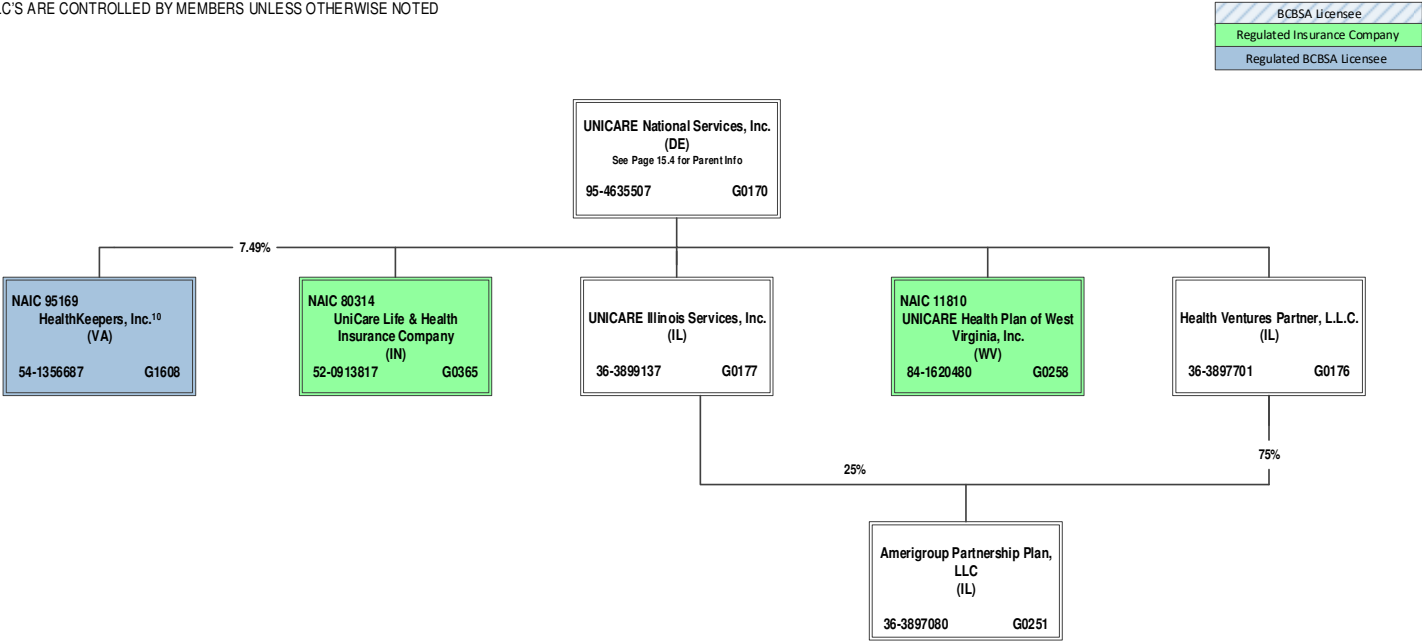 LC'S ARE CONTROLLED BY MEMBERS UNLESS OTHERWISE NOTED
BCBSA Licensee
Regulated Insurance Company
Regulated BCBSA Licensee
UNICARE National Services, Inc.
(DE)
See Page 15.4 for Parent Info
95-4635507 G0170
7.49%
NAIC 95169
HealthKeepers, Inc.¹⁰
(VA)
54-1356687 G1608
NAIC 80314
UniCare Life & Health
Insurance Company
(IN)
52-0913817 G0365
UNICARE Illinois Services, Inc.
(IL)
36-3899137 G0177
NAIC 11810
UNICARE Health Plan of West
Virginia, Inc.
(WV)
84-1620480 G0258
Health Ventures Partner, L.L.C.
(IL)
36-3897701 G0176
25%
75%
Amerigroup Partnership Plan,
LLC
(IL)
36-3897080 G0251